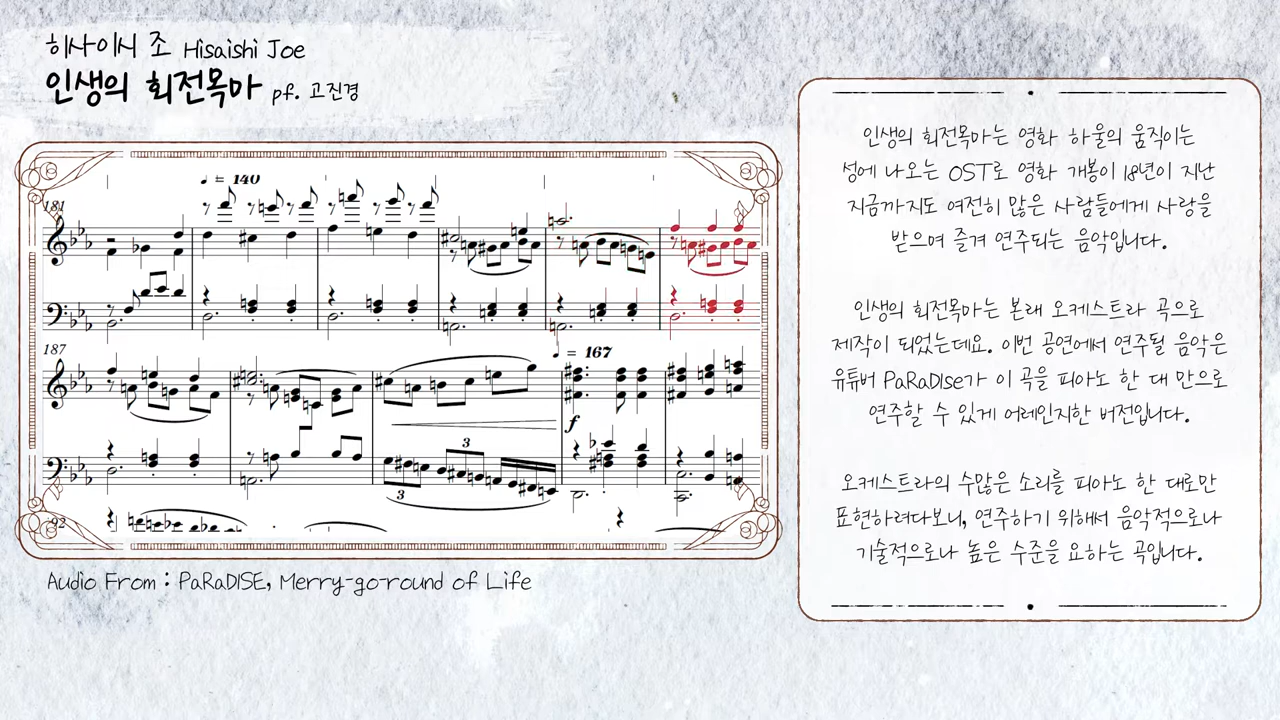 히사이시 조 Hisaishi Joe
인생의 회전목마 pf. 고진경
181
♩ = 140
187
♩ = 167
f
3
3
92
Audio From : PaRaDISE, Merry-go-round of Life
인생의 회전목마는 영화 하울의 움직이는
성에 나오는 OST로 영화 개봉이 18년이 지난
지금까지도 여전히 많은 사람들에게 사랑을
받으며 즐겨 연주되는 음악입니다.
인생의 회전목마는 본래 오케스트라 곡으로
제작이 되었는데요. 이번 공연에서 연주될 음악은
유튜버 PaRaDIse가 이 곡을 피아노 한 대 만으로
연주할 수 있게 어레인지한 버전입니다.
오케스트라의 수많은 소리를 피아노 한 대로만
표현하려다보니, 연주하기 위해서 음악적으로나
기술적으로나 높은 수준을 요하는 곡입니다.